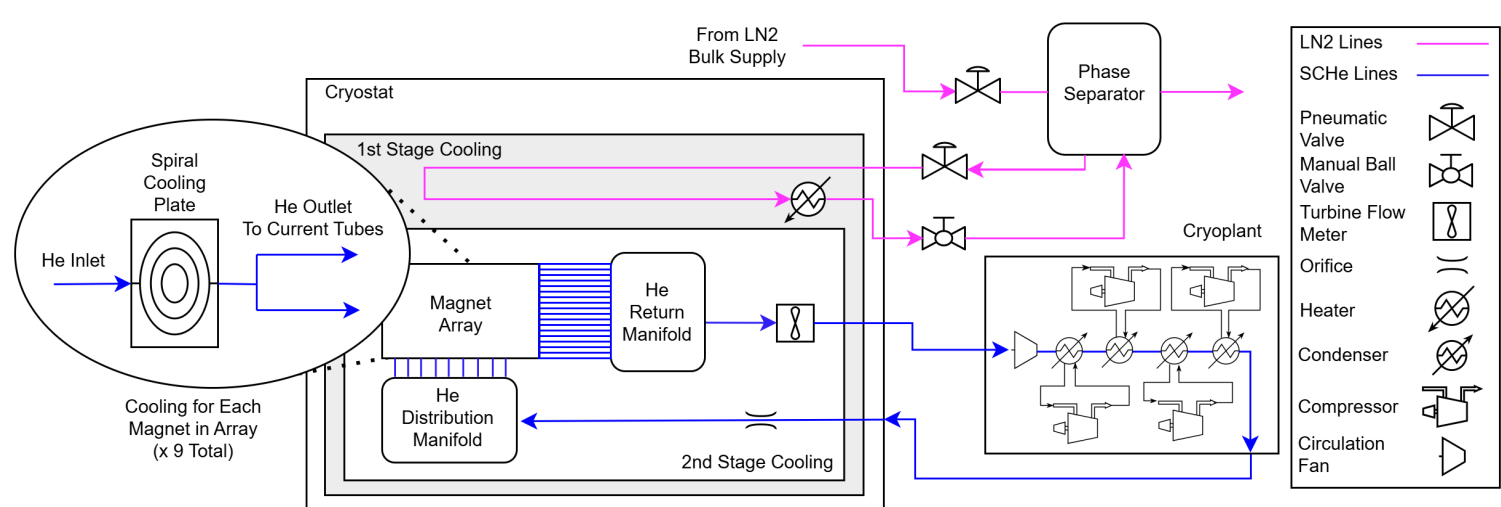 From LN2
Bulk Supply
Phase
Separator
LN2 Lines
SCHe Lines
Pneumatic
Valve
Manual Ball
Valve
Turbine Flow
Meter
Orifice
Heater
Condenser
Compressor
Circulation
Fan
Cryostat
1st Stage Cooling
Spiral
Cooling
Plate
He Outlet
To Current Tubes
He Inlet
Cooling for Each
Magnet in Array
(x 9 Total)
Magnet
Array
He
Return
Manifold
He
Distribution
Manifold
2nd Stage Cooling
Cryoplant